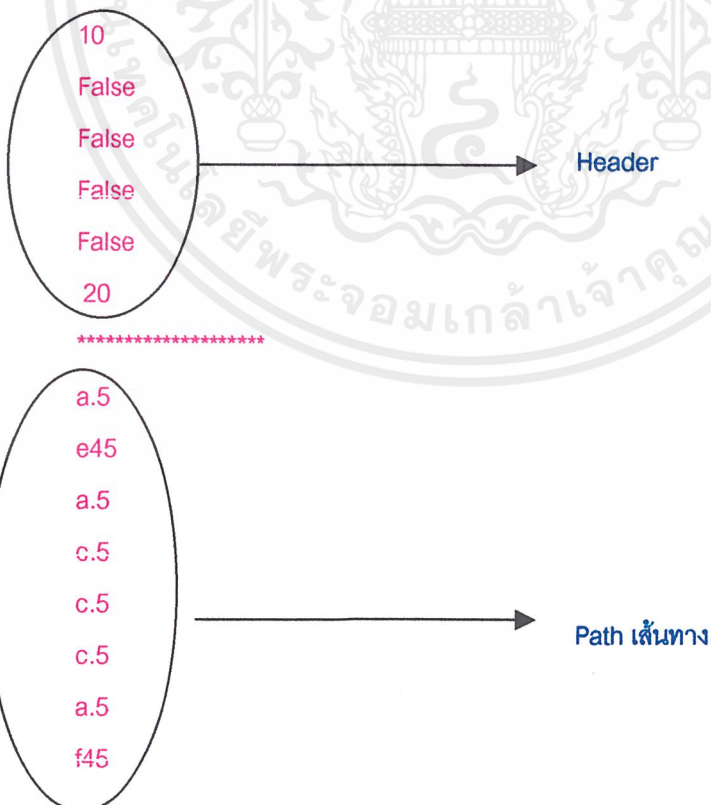 10
False
False
False
False
20
Header
********************
a.5
e45
a.5
c.5
c.5
c.5
a.5
f45
Path เส้นทาง